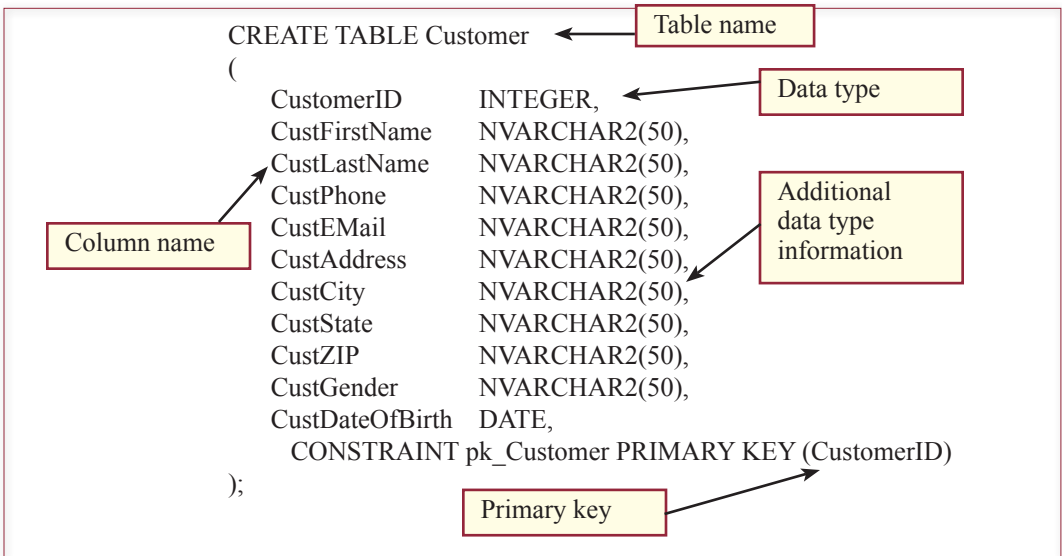 CREATE TABLE Customer
Table name
(
CustomerID INTEGER,
Data type
CustFirstName NVARCHAR2(50),
CustLastName NVARCHAR2(50),
CustPhone NVARCHAR2(50),
CustEMail NVARCHAR2(50),
CustAddress NVARCHAR2(50),
CustCity NVARCHAR2(50),
CustState NVARCHAR2(50),
CustZIP NVARCHAR2(50),
CustGender NVARCHAR2(50),
CustDateOfBirth DATE,
CONSTRAINT pk_Customer PRIMARY KEY (CustomerID)
);
Column name
Additional
data type
information
Primary key